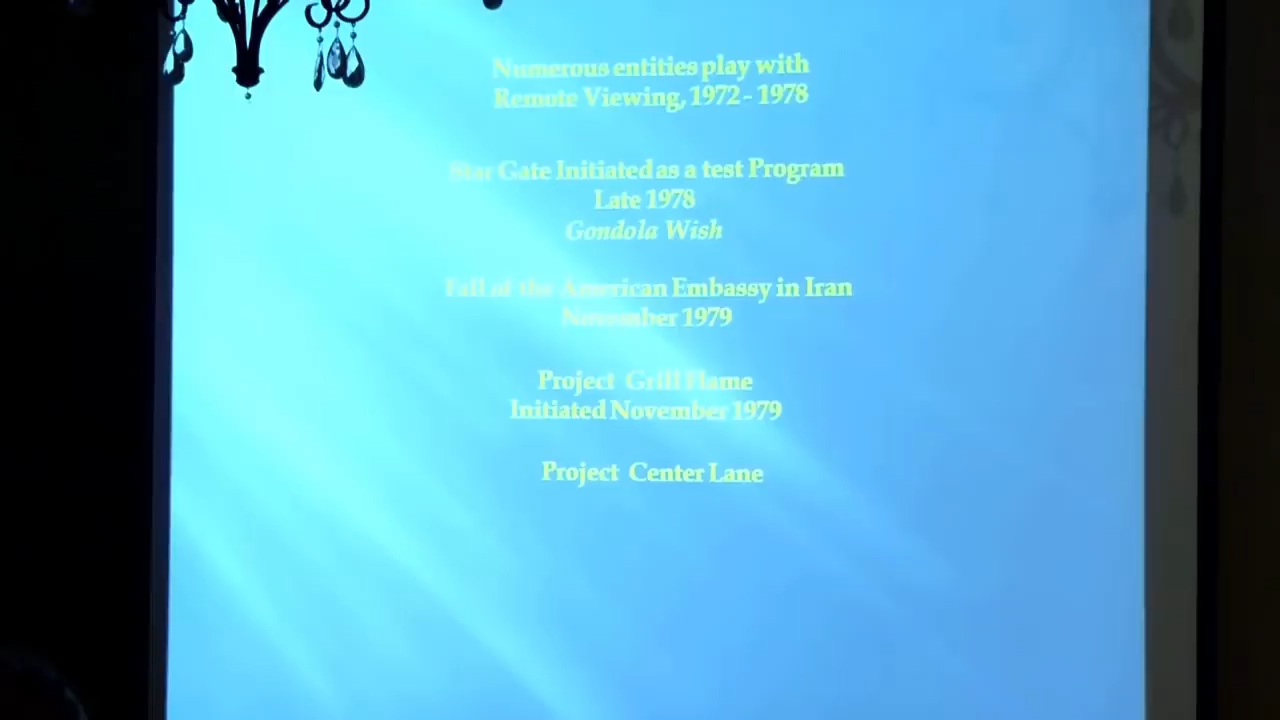 Numerous entities play with
Remote Viewing, 1972 - 1978
Star Gate Initiated as a test Program
Late 1978
Gondola Wish
Fall of the American Embassy in Iran
November 1979
Project Grill Flame
Initiated November 1979
Project Center Lane